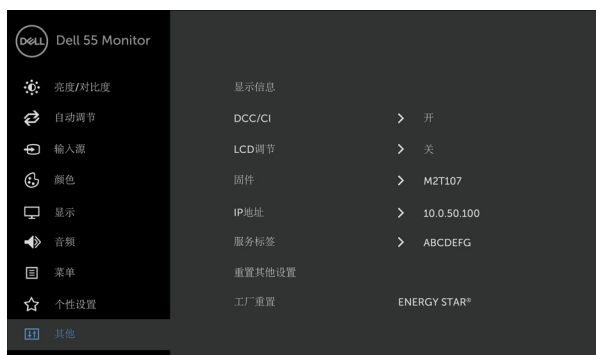 DELL Dell 55 Monitor
亮度/对比度 显示信息
自动调节 DCC/CI 开
输入源 LCD调节 关
颜色 固件 M2T107
显示 IP地址 10.0.50.100
音频 服务标签 ABCDEFG
菜单 重置其他设置
个性设置 工厂重置 ENERGY STAR®
其他